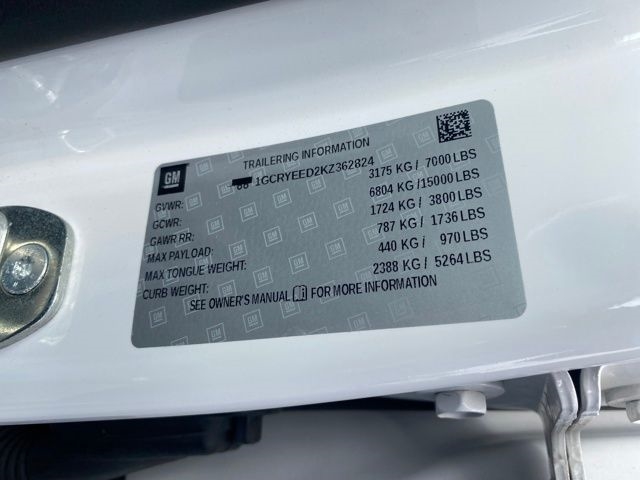 GM
TRAILERING INFORMATION
1GCRYEED2KZ362824
GVWR: 3175 KG / 7000 LBS
GCWR: 6804 KG /15000 LBS
GAWR RR: 1724 KG / 3800 LBS
MAX PAYLOAD: 787 KG / 1736 LBS
MAX TONGUE WEIGHT: 440 KG / 970 LBS
CURB WEIGHT: 2388 KG / 5264 LBS
SEE OWNER'S MANUAL FOR MORE INFORMATION